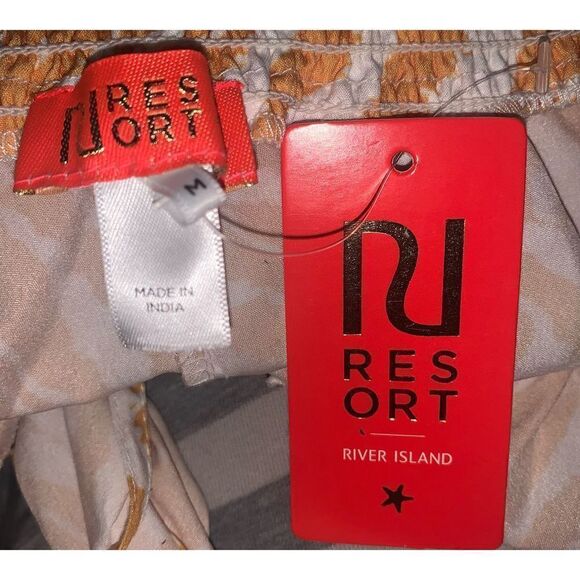 RES
ORT
M
MADE IN
INDIA
RES
ORT
RIVER ISLAND